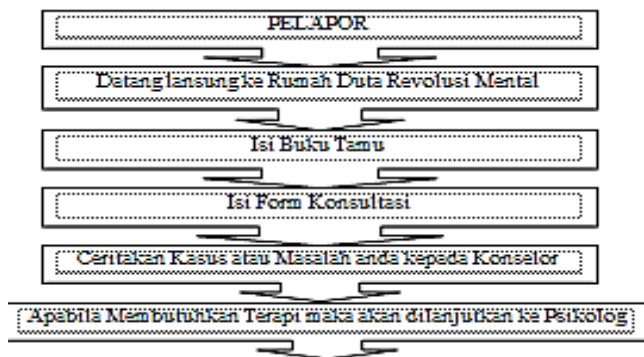 PELAPOR
Datang lansung ke Rumah Duta Revolusi Mental
Isi Buku Tamu
Isi Form Konsultasi
Ceritakan Kasus atau Masalah anda kepada Konselor
Apabila Membutuhkan Terapi maka akan dilanjutkan ke Psikolog